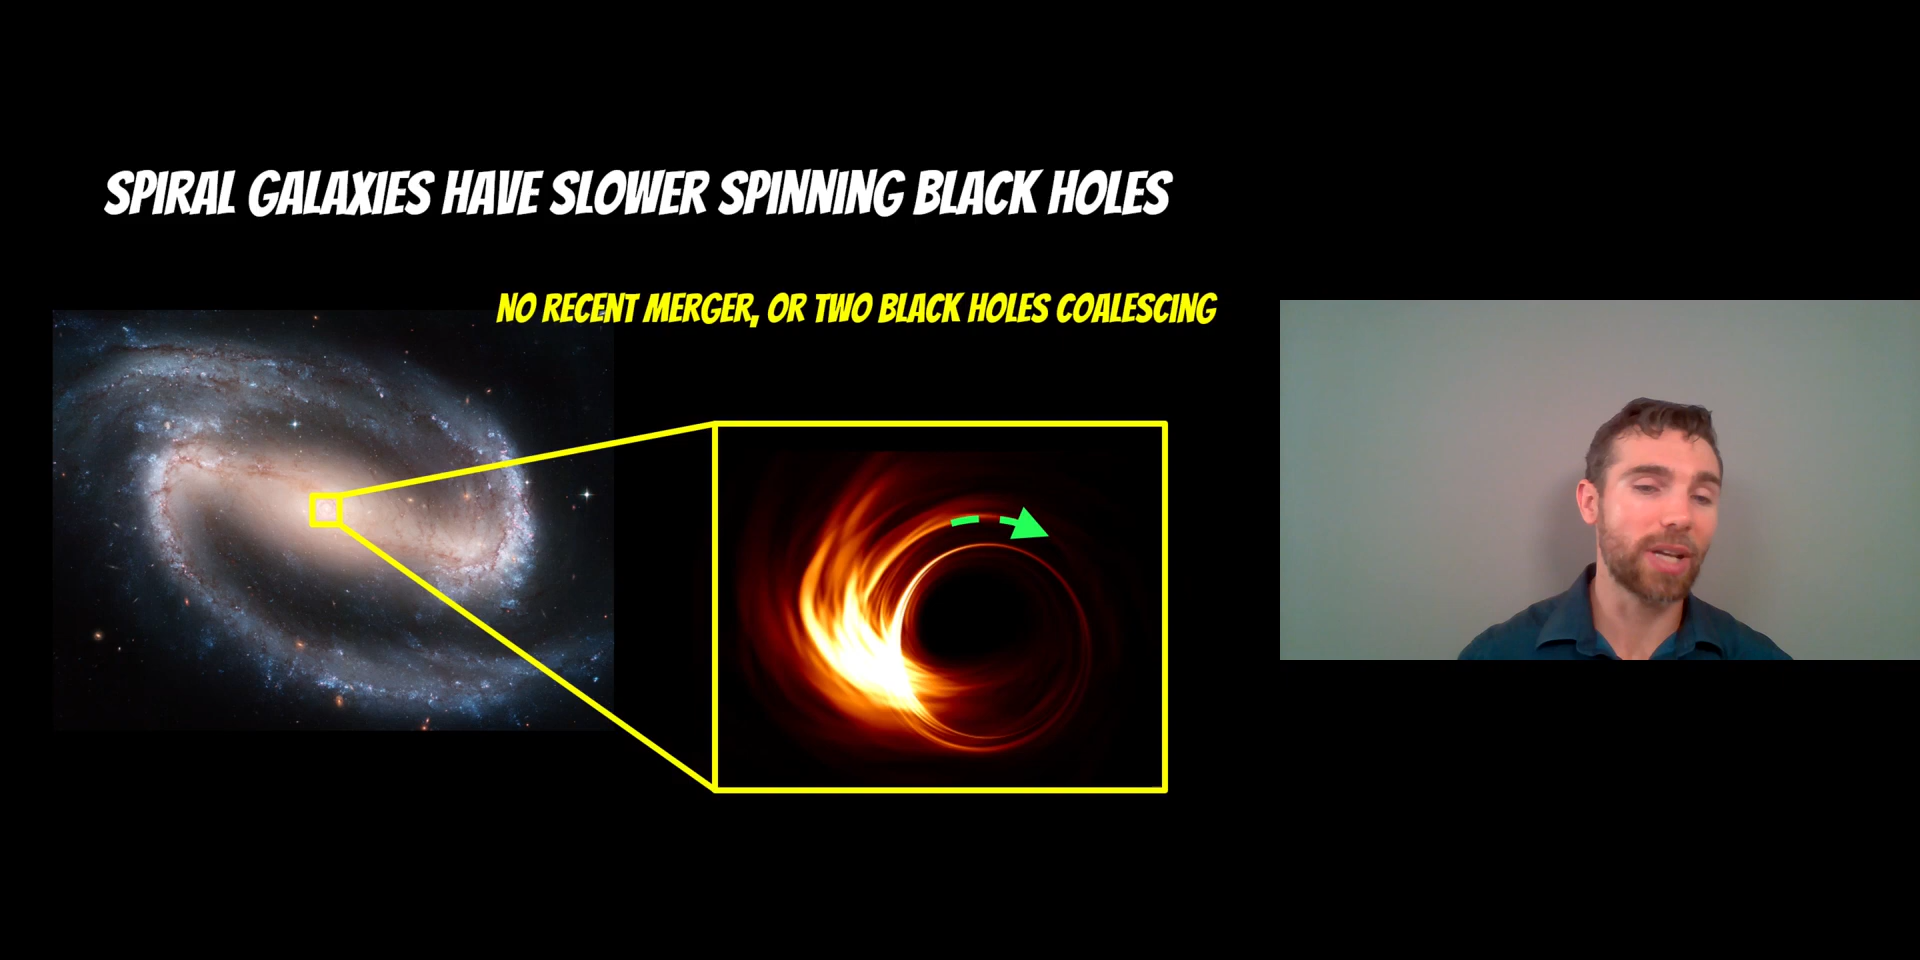 SPIRAL GALAXIES HAVE SLOWER SPINNING BLACK HOLES
NO RECENT MERGER, OR TWO BLACK HOLES COALESCING